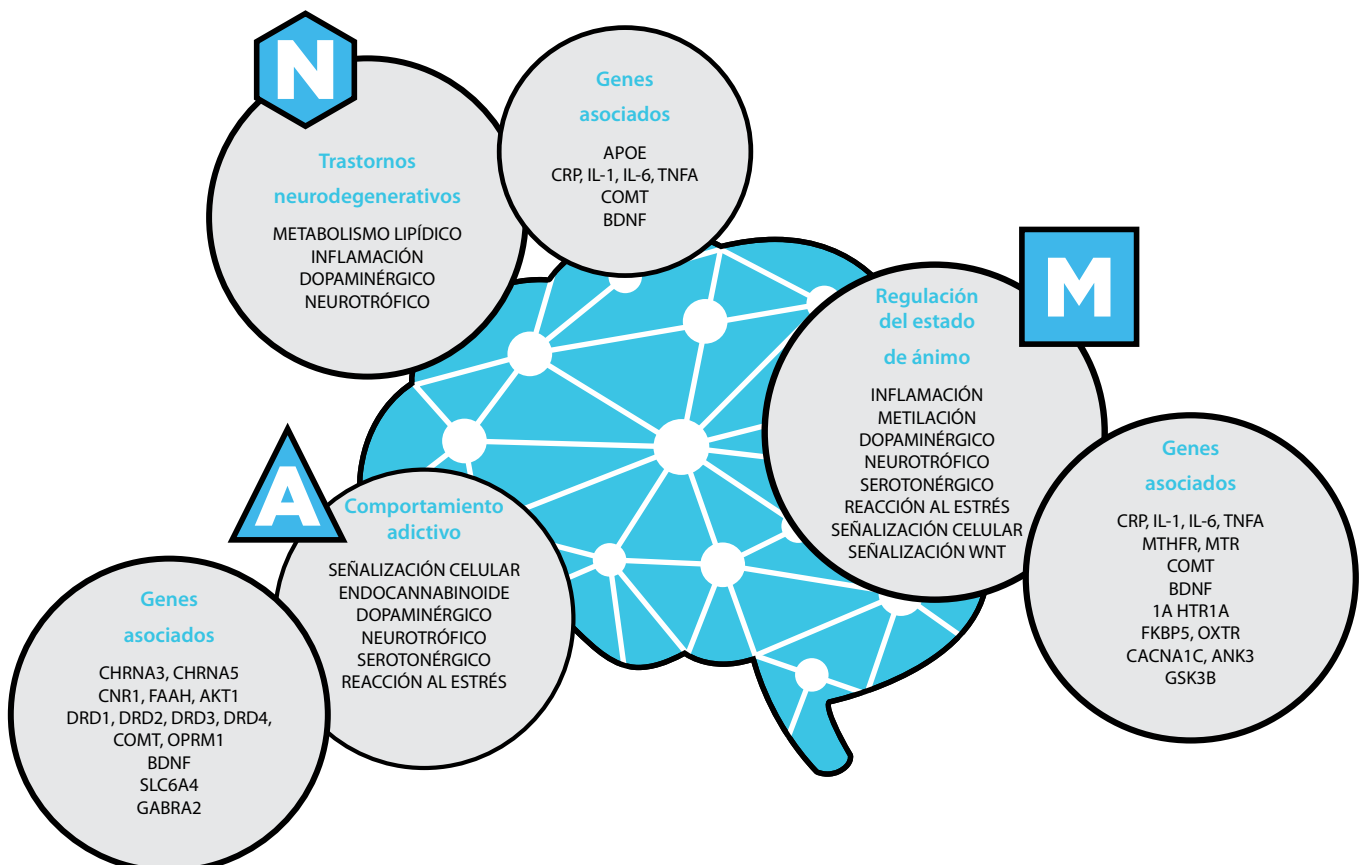 N
Trastornos
neurodegenerativos
METABOLISMO LIPÍDICO
INFLAMACIÓN
DOPAMINÉRGICO
NEUROTRÓFICO
Genes
asociados
APOE
CRP, IL-1, IL-6, TNFA
COMT
BDNF
M
Regulación
del estado
de ánimo
INFLAMACIÓN
METILACIÓN
DOPAMINÉRGICO
NEUROTRÓFICO
SEROTONÉRGICO
REACCIÓN AL ESTRÉS
SEÑALIZACIÓN CELULAR
SEÑALIZACIÓN WNT
Genes
asociados
CRP, IL-1, IL-6, TNFA
MTHFR, MTR
COMT
BDNF
1A HTR1A
FKBP5, OXTR
CACNA1C, ANK3
GSK3B
A
Comportamiento
adictivo
SEÑALIZACIÓN CELULAR
ENDOCANNABINOIDE
DOPAMINÉRGICO
NEUROTRÓFICO
SEROTONÉRGICO
REACCIÓN AL ESTRÉS
Genes
asociados
CHRNA3, CHRNA5
CNR1, FAAH, AKT1
DRD1, DRD2, DRD3, DRD4,
COMT, OPRM1
BDNF
SLC6A4
GABRA2